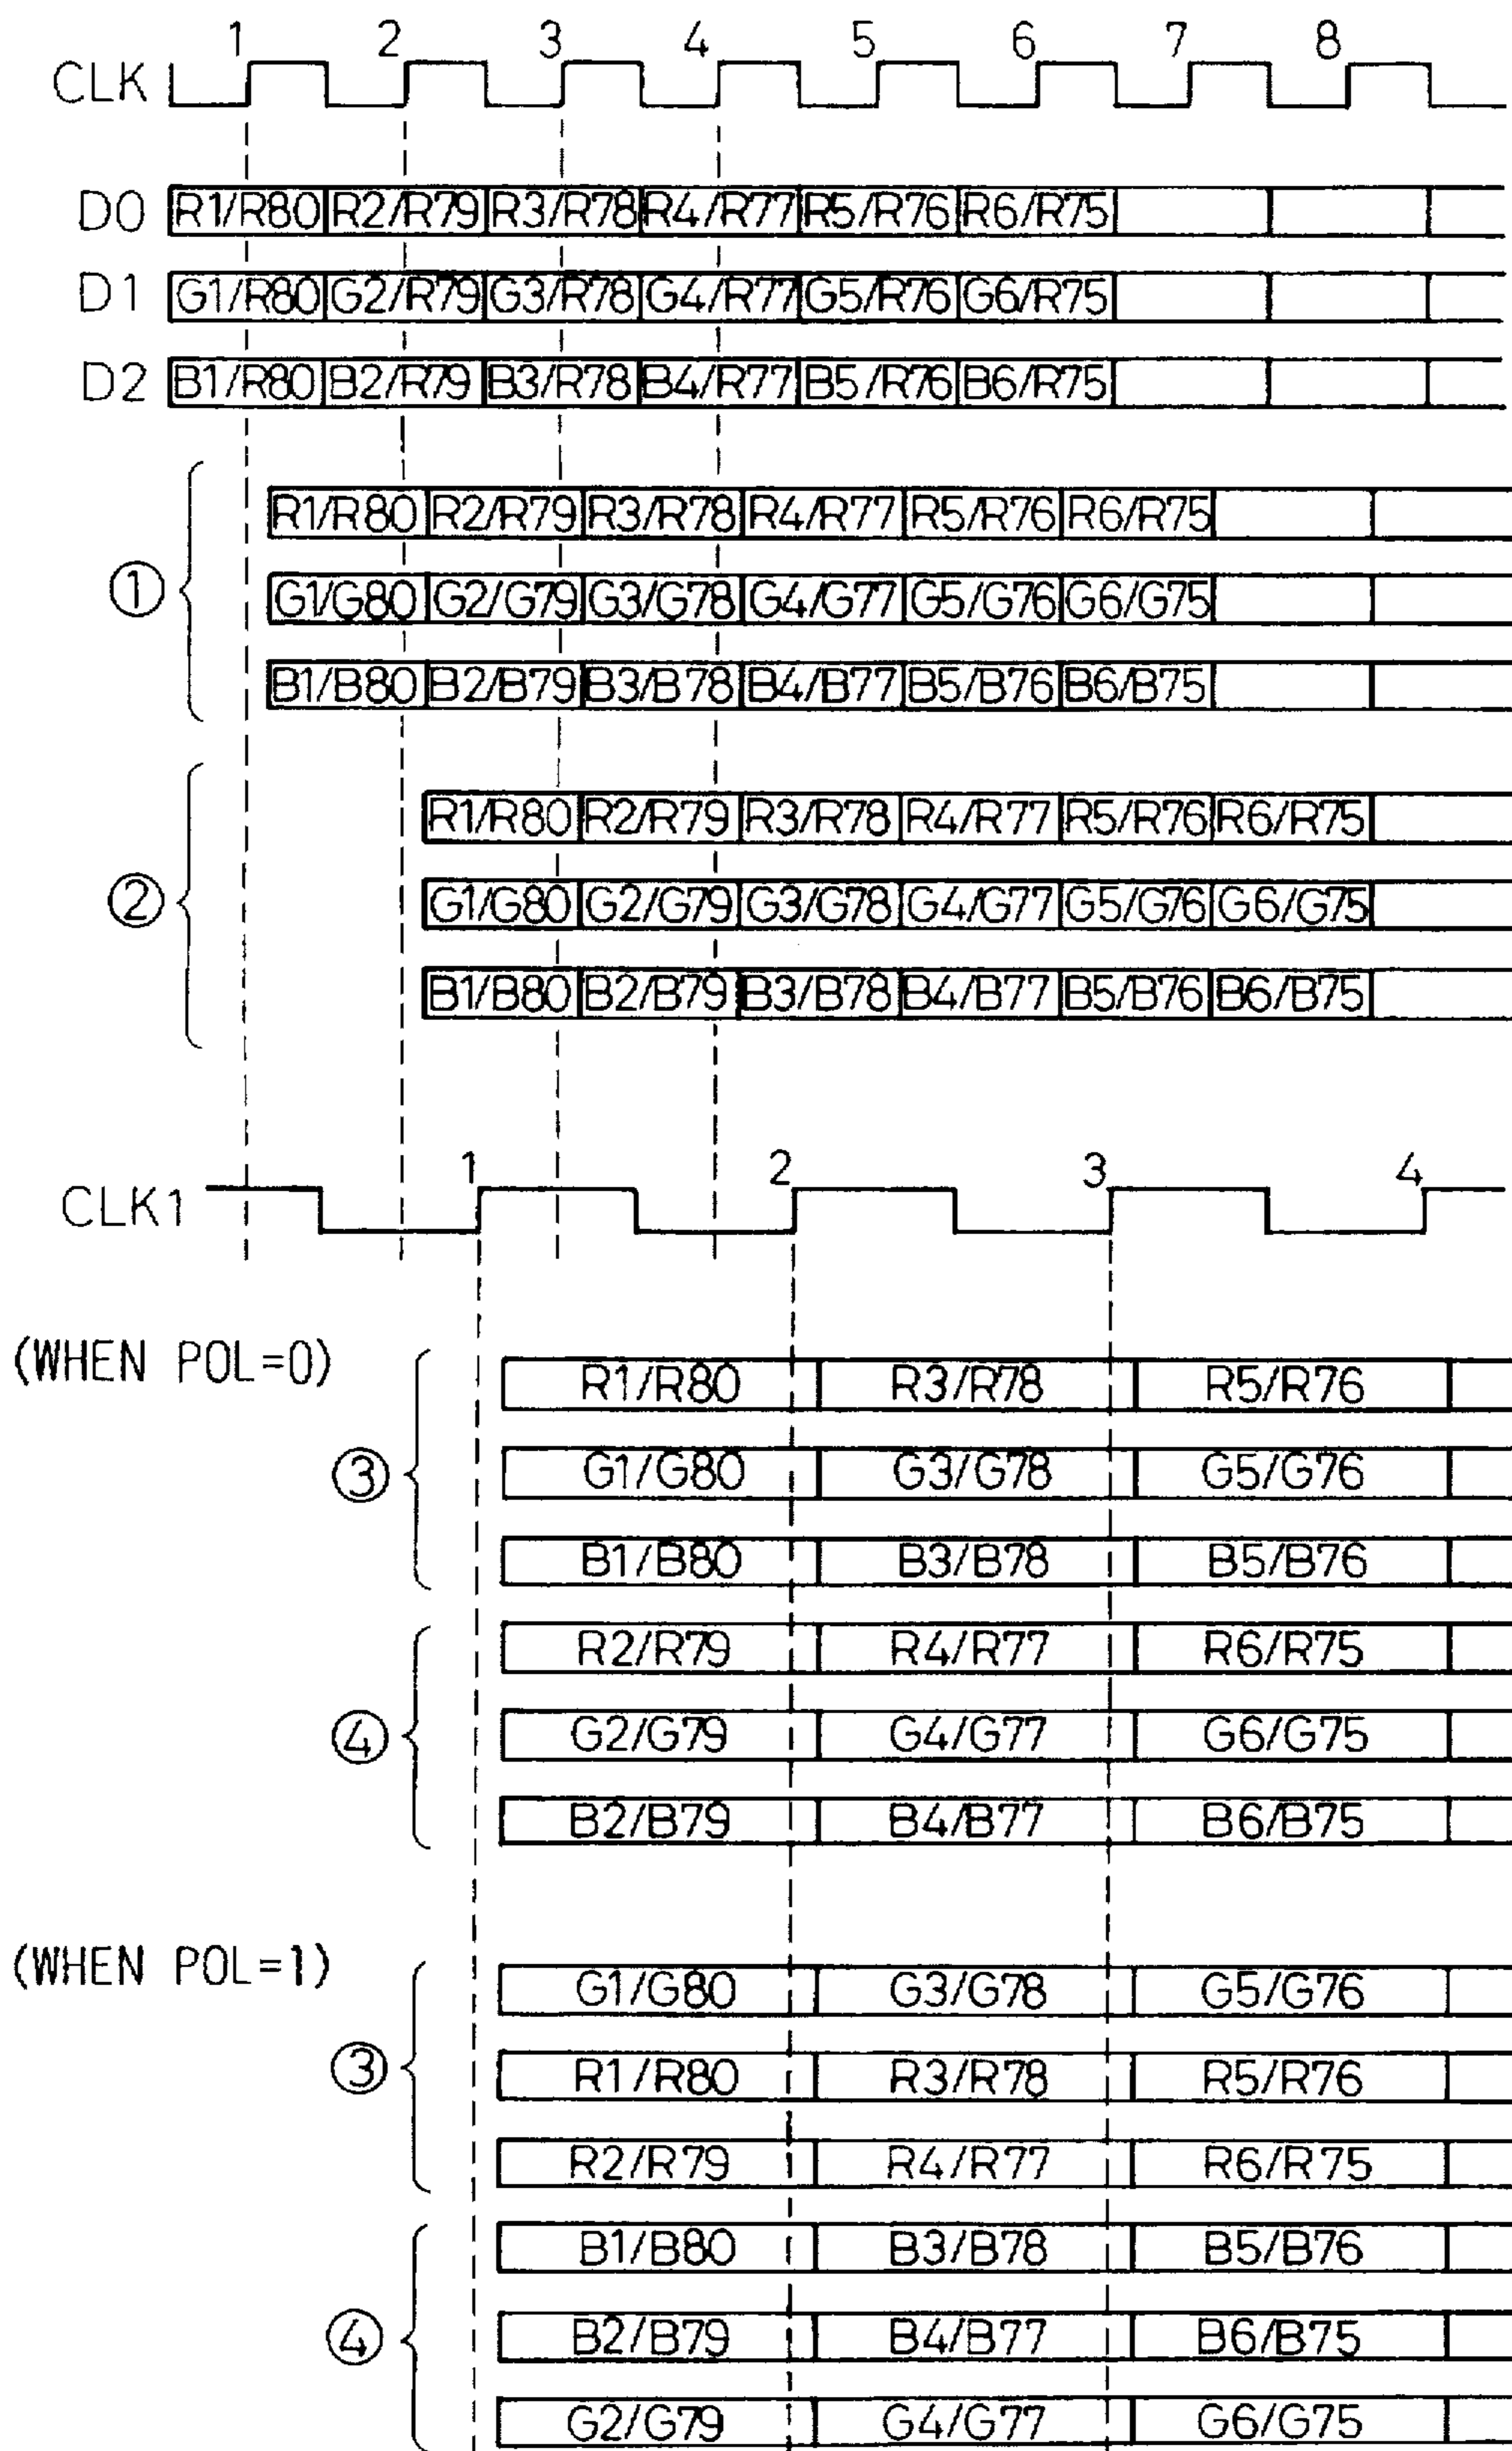 1 2 3 4 5 6 7 8
CLK
D0 R1/R80 R2/R79 R3/R78 R4/R77 R5/R76 R6/R75
D1 G1/R80 G2/R79 G3/R78 G4/R77 G5/R76 G6/R75
D2 B1/R80 B2/R79 B3/R78 B4/R77 B5/R76 B6/R75
①
R1/R80 R2/R79 R3/R78 R4/R77 R5/R76 R6/R75
G1/G80 G2/G79 G3/G78 G4/G77 G5/G76 G6/G75
B1/B80 B2/B79 B3/B78 B4/B77 B5/B76 B6/B75
②
R1/R80 R2/R79 R3/R78 R4/R77 R5/R76 R6/R75
G1/G80 G2/G79 G3/G78 G4/G77 G5/G76 G6/G75
B1/B80 B2/B79 B3/B78 B4/B77 B5/B76 B6/B75
1 2 3 4
CLK1
(WHEN POL=0)
③
R1/R80 R3/R78 R5/R76
G1/G80 G3/G78 G5/G76
B1/B80 B3/B78 B5/B76
④
R2/R79 R4/R77 R6/R75
G2/G79 G4/G77 G6/G75
B2/B79 B4/B77 B6/B75
(WHEN POL=1)
③
G1/G80 G3/G78 G5/G76
R1/R80 R3/R78 R5/R76
R2/R79 R4/R77 R6/R75
④
B1/B80 B3/B78 B5/B76
B2/B79 B4/B77 B6/B75
G2/G79 G4/G77 G6/G75